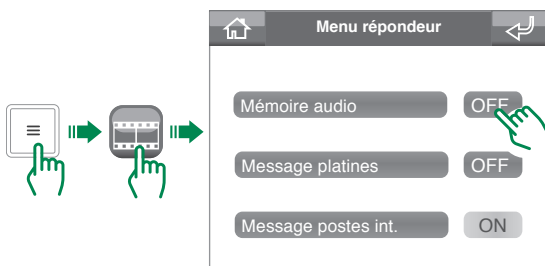 Menu répondeur
Mémoire audio OFF
Message platines OFF
Message postes int. ON